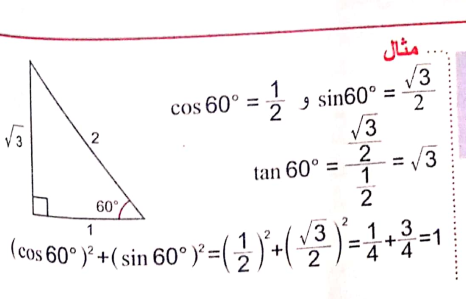 مثال ...
cos 60° = 1/2 و sin60° = √3/2
tan 60° = (√3/2)/(1/2) = √3
√3
2
60°
1
(cos 60°)²+(sin 60°)²=(1/2)²+(√3/2)²=1/4+3/4=1